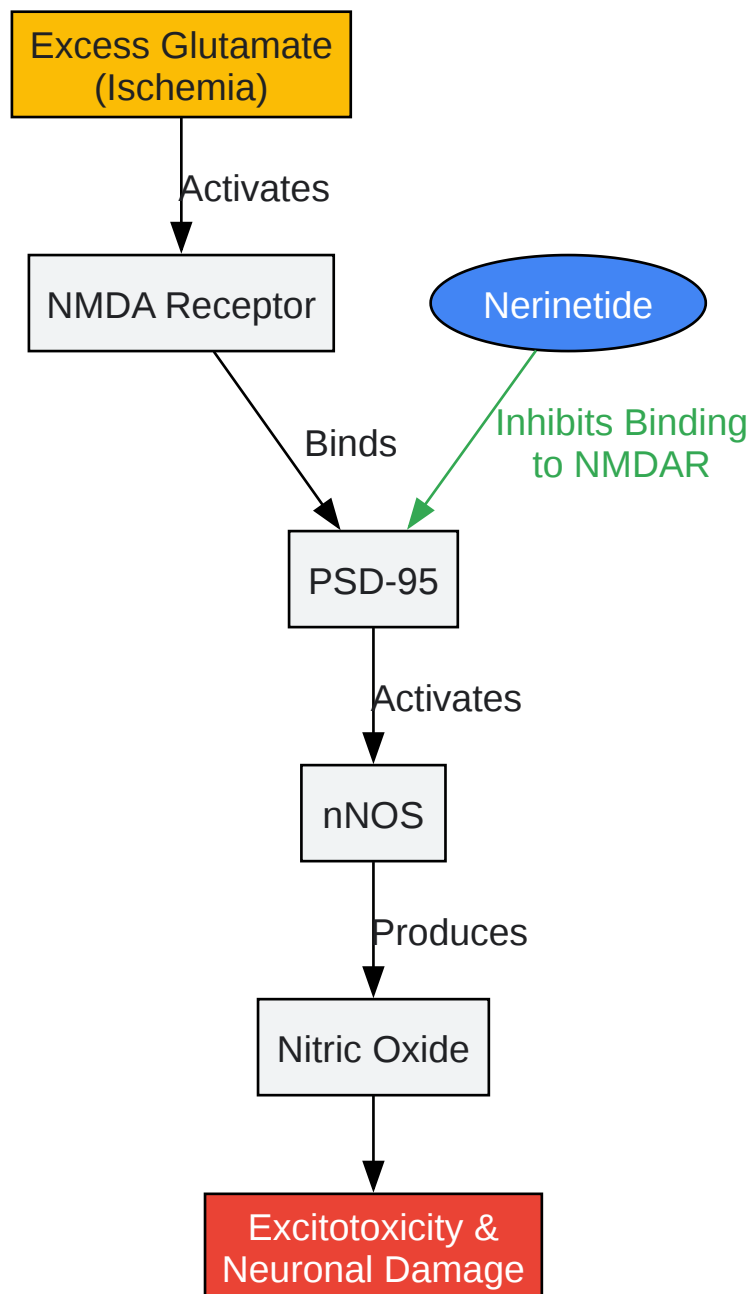 Excess Glutamate
(Ischemia)
Activates
NMDA Receptor
Nerinetide
Inhibits Binding
to NMDAR
Binds
PSD-95
Activates
nNOS
Produces
Nitric Oxide
Excitotoxicity &
Neuronal Damage